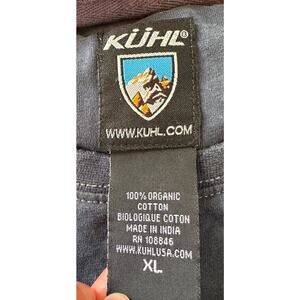 KÜHL®
WWW.KUHL.COM
100% ORGANIC
COTTON
BIOLOGIQUE COTON
MADE IN INDIA
RN 108846
WWW.KUHLUSA.COM
XL